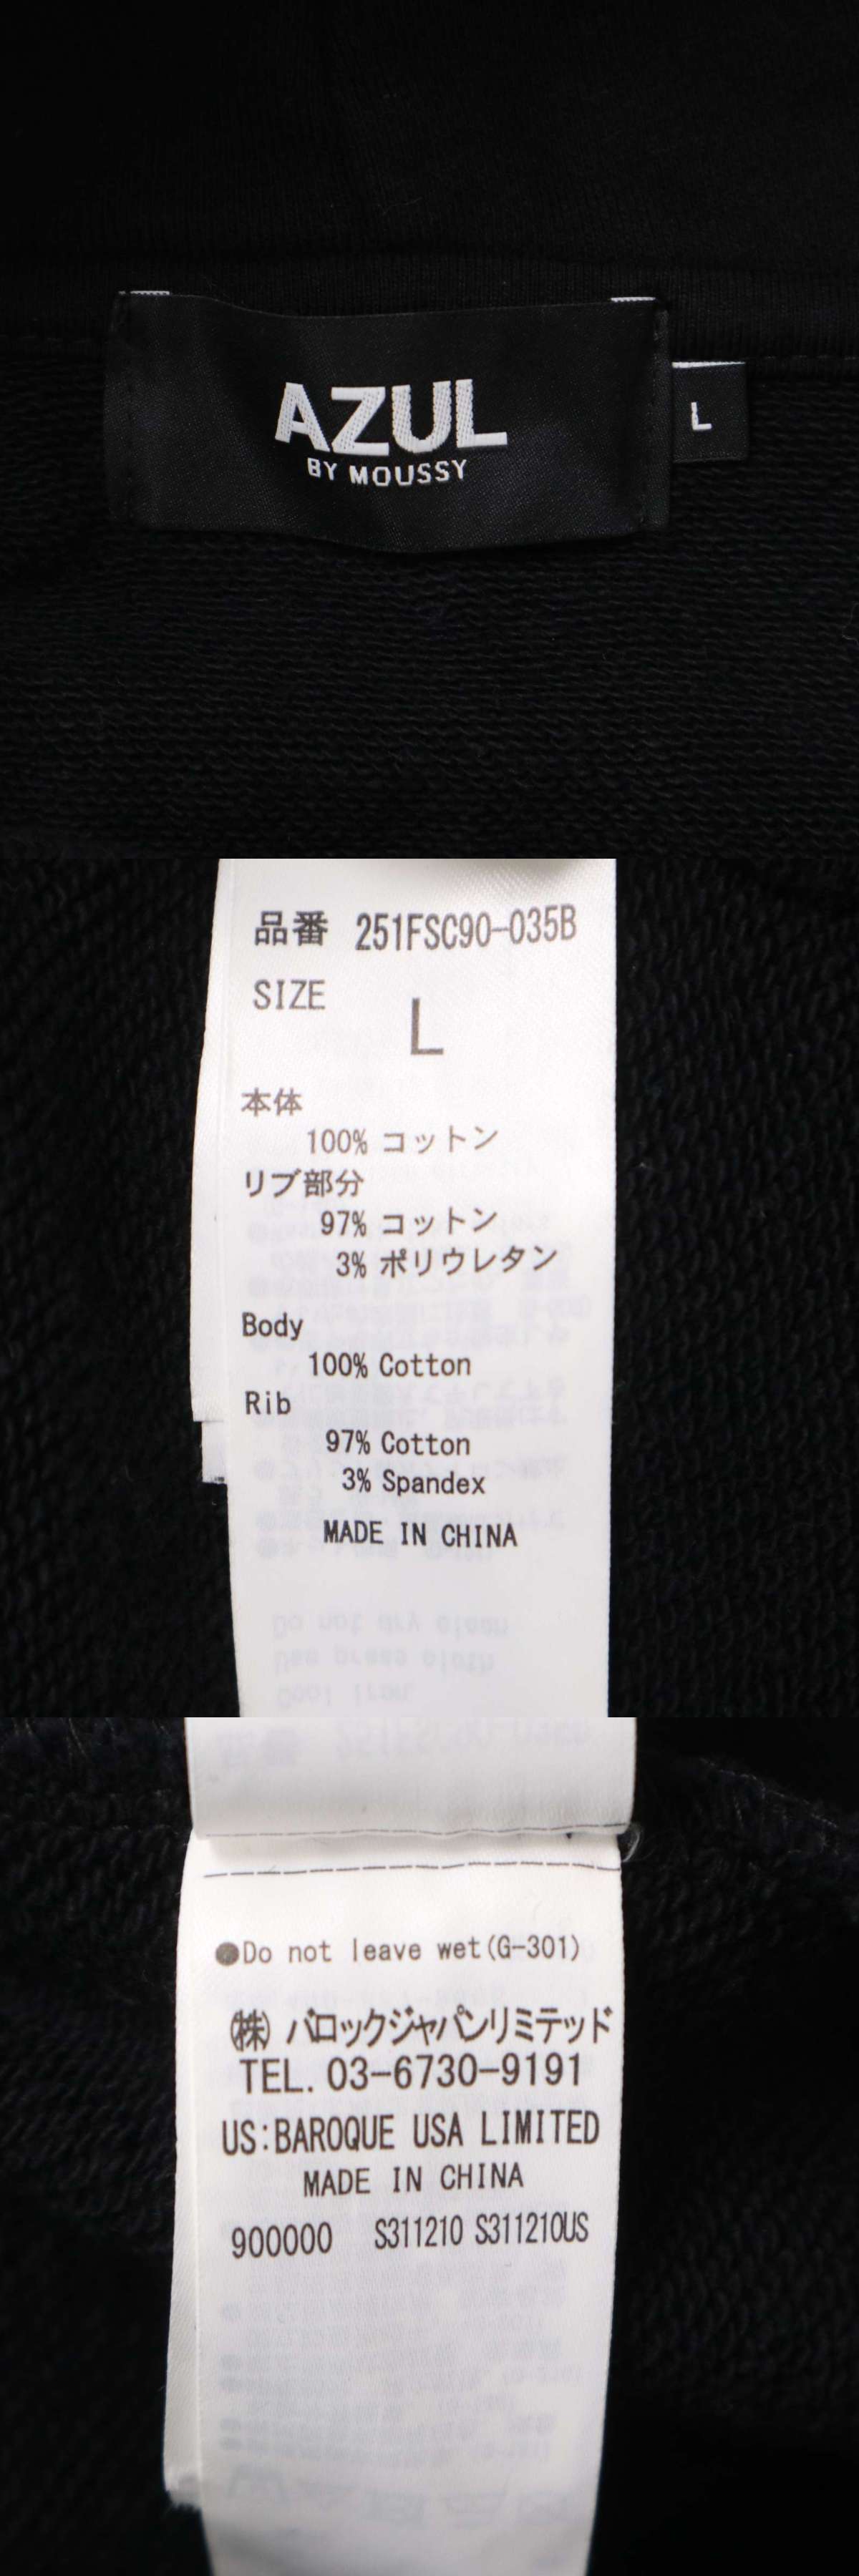 AZUL
BY MOUSSY
L
品番 251FSC90-035B
SIZE
L
本体
100% コットン
リブ部分
97% コットン
3% ポリウレタン
Body
100% Cotton
Rib
97% Cotton
3% Spandex
MADE IN CHINA
●Do not leave wet(G-301)
㈱ バロックジャパンリミテッド
TEL. 03-6730-9191
US:BAROQUE USA LIMITED
MADE IN CHINA
900000 S311210 S311210US